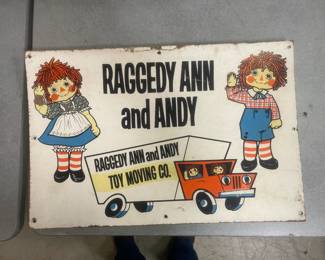 RAGGEDY ANN
and ANDY
RAGGEDY ANN and ANDY
TOY MOVING CO.